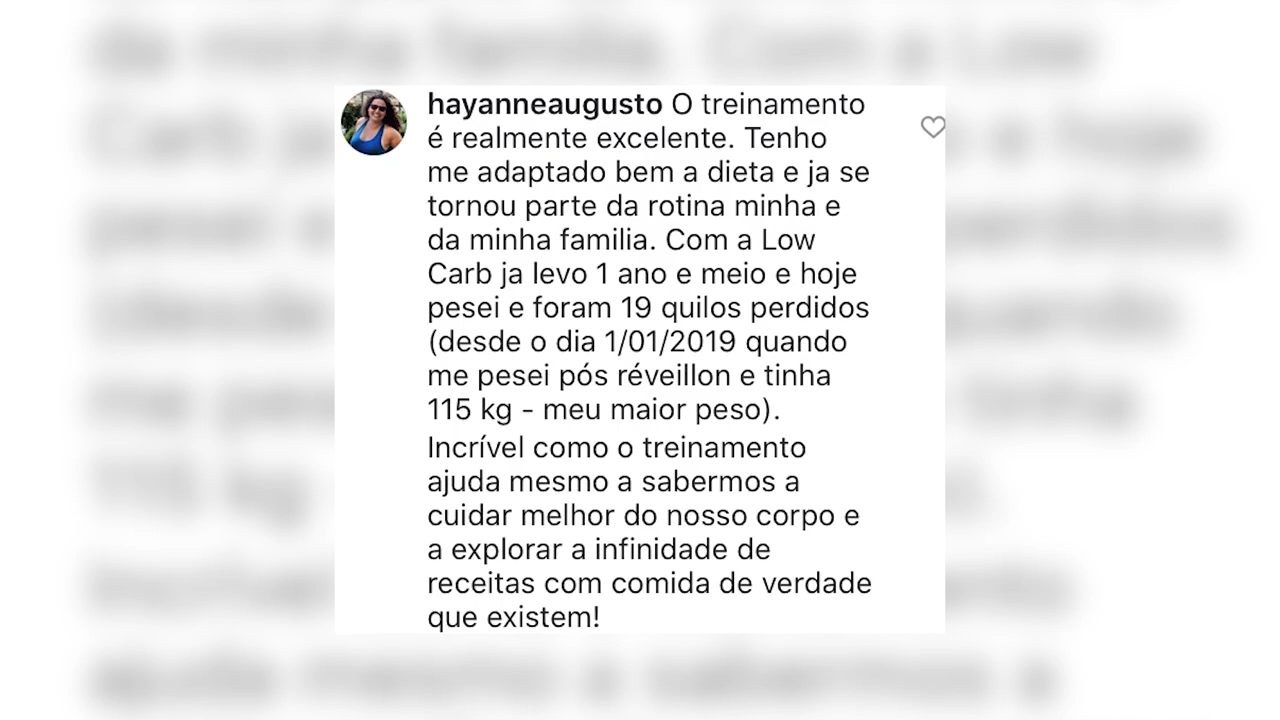 hayanneaugusto O treinamento
é realmente excelente. Tenho
me adaptado bem a dieta e ja se
tornou parte da rotina minha e
da minha familia. Com a Low
Carb ja levo 1 ano e meio e hoje
pesei e foram 19 quilos perdidos
(desde o dia 1/01/2019 quando
me pesei pós réveillon e tinha
115 kg - meu maior peso).
Incrível como o treinamento
ajuda mesmo a sabermos a
cuidar melhor do nosso corpo e
a explorar a infinidade de
receitas com comida de verdade
que existem!